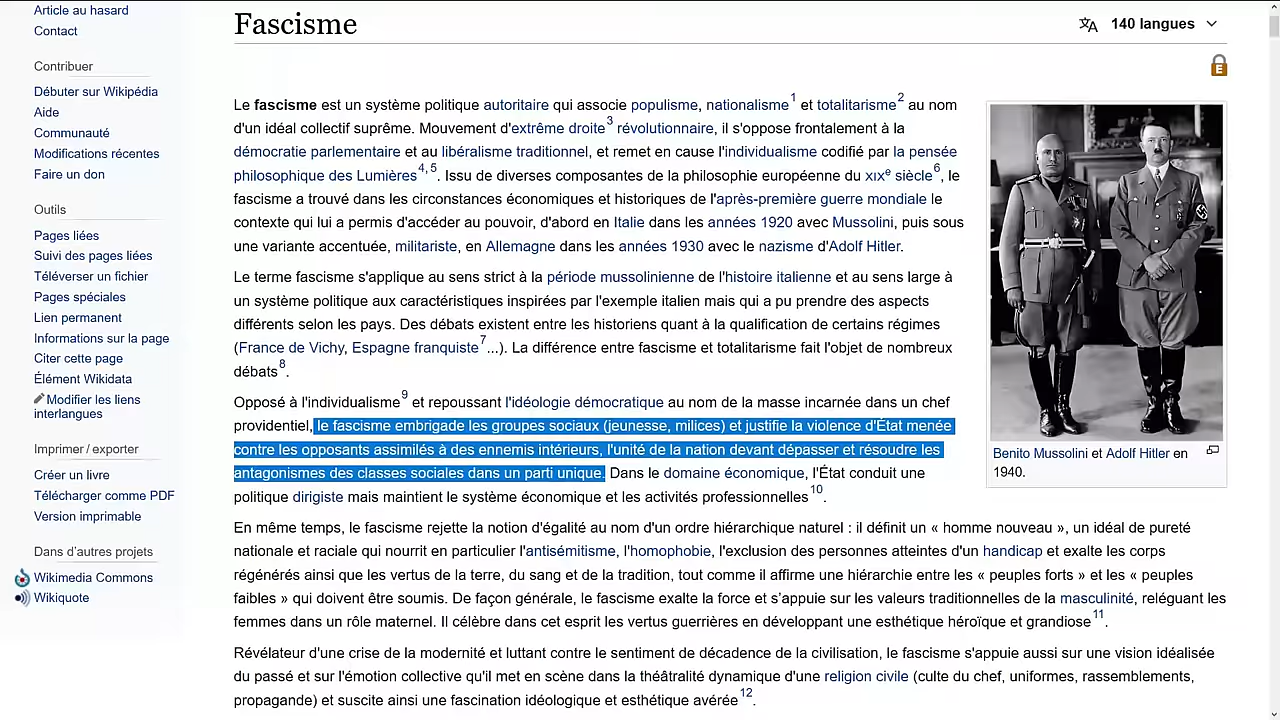 Article au hasard
Contact
Contribuer
Débuter sur Wikipédia
Aide
Communauté
Modifications récentes
Faire un don
Outils
Pages liées
Suivi des pages liées
Téléverser un fichier
Pages spéciales
Lien permanent
Informations sur la page
Citer cette page
Élément Wikidata
Modifier les liens
interlangues
Imprimer / exporter
Créer un livre
Télécharger comme PDF
Version imprimable
Dans d'autres projets
Wikimedia Commons
Wikiquote
Fascisme
140 langues
E
Le fascisme est un système politique autoritaire qui associe populisme, nationalisme1 et totalitarisme2 au nom
d'un idéal collectif suprême. Mouvement d'extrême droite3 révolutionnaire, il s'oppose frontalement à la
démocratie parlementaire et au libéralisme traditionnel, et remet en cause l'individualisme codifié par la pensée
philosophique des Lumières4, 5. Issu de diverses composantes de la philosophie européenne du XIXe siècle6, le
fascisme a trouvé dans les circonstances économiques et historiques de l'après-première guerre mondiale le
contexte qui lui a permis d'accéder au pouvoir, d'abord en Italie dans les années 1920 avec Mussolini, puis sous
une variante accentuée, militariste, en Allemagne dans les années 1930 avec le nazisme d'Adolf Hitler.
Le terme fascisme s'applique au sens strict à la période mussolinienne de l'histoire italienne et au sens large à
un système politique aux caractéristiques inspirées par l'exemple italien mais qui a pu prendre des aspects
différents selon les pays. Des débats existent entre les historiens quant à la qualification de certains régimes
(France de Vichy, Espagne franquiste7...). La différence entre fascisme et totalitarisme fait l'objet de nombreux
débats8.
Opposé à l'individualisme9 et repoussant l'idéologie démocratique au nom de la masse incarnée dans un chef
providentiel, le fascisme embrigade les groupes sociaux (jeunesse, milices) et justifie la violence d'État menée
contre les opposants assimilés à des ennemis intérieurs, l'unité de la nation devant dépasser et résoudre les
antagonismes des classes sociales dans un parti unique. Dans le domaine économique, l'État conduit une
politique dirigiste mais maintient le système économique et les activités professionnelles10.
Benito Mussolini et Adolf Hitler en
1940.
En même temps, le fascisme rejette la notion d'égalité au nom d'un ordre hiérarchique naturel : il définit un « homme nouveau », un idéal de pureté
nationale et raciale qui nourrit en particulier l'antisémitisme, l'homophobie, l'exclusion des personnes atteintes d'un handicap et exalte les corps
régénérés ainsi que les vertus de la terre, du sang et de la tradition, tout comme il affirme une hiérarchie entre les « peuples forts » et les « peuples
faibles » qui doivent être soumis. De façon générale, le fascisme exalte la force et s'appuie sur les valeurs traditionnelles de la masculinité, reléguant les
femmes dans un rôle maternel. Il célèbre dans cet esprit les vertus guerrières en développant une esthétique héroïque et grandiose11.
Révélateur d'une crise de la modernité et luttant contre le sentiment de décadence de la civilisation, le fascisme s'appuie aussi sur une vision idéalisée
du passé et sur l'émotion collective qu'il met en scène dans la théâtralité dynamique d'une religion civile (culte du chef, uniformes, rassemblements,
propagande) et suscite ainsi une fascination idéologique et esthétique avérée12.